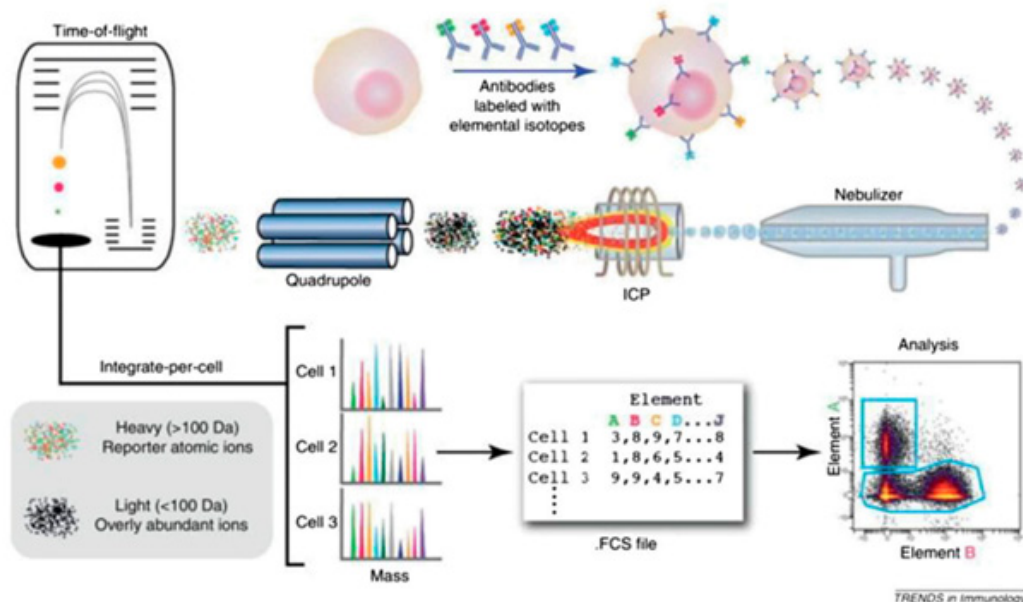 Time-of-flight
Antibodies
labeled with
elemental isotopes
Nebulizer
Quadrupole
ICP
Integrate-per-cell
Heavy (>100 Da)
Reporter atomic ions
Light (<100 Da)
Overly abundant ions
Cell 1
Cell 2
Cell 3
Mass
Element
A B C D....J
Cell 1 3,8,9,7...8
Cell 2 1,8,6,5...4
Cell 3 9,9,4,5...7
.FCS file
Analysis
Element A
Element B
TRENDS in Immunology